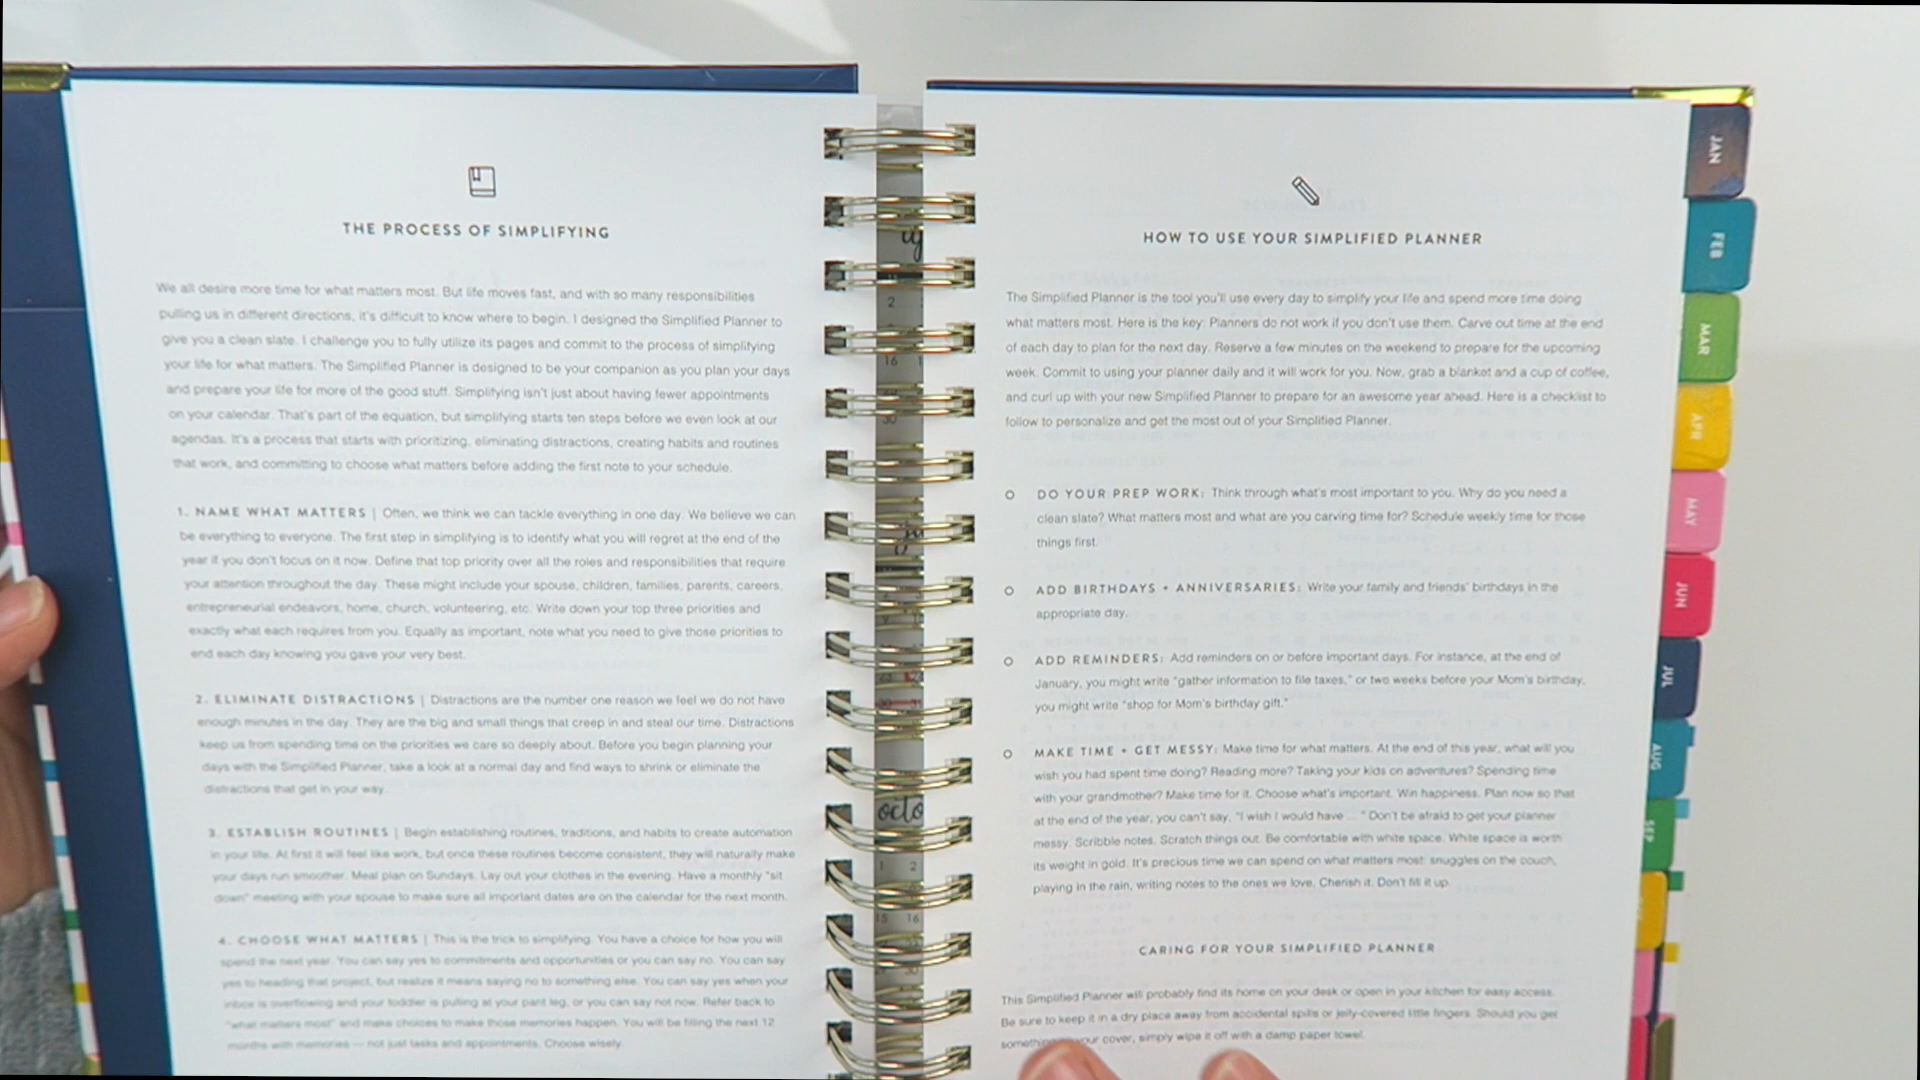 THE PROCESS OF SIMPLIFYING
We all desire more time for what matters most. But life moves fast, and with so many responsibilities
pulling us in different directions, it's difficult to know where to begin. I designed the Simplified Planner to
give you a clean slate. I challenge you to fully utilize its pages and commit to the process of simplifying
your life for what matters. The Simplified Planner is designed to be your companion as you plan your days
and prepare your life for more of the good stuff. Simplifying isn't just about having fewer appointments
on your calendar. That's part of the equation, but simplifying starts ten steps before we even look at our
agendas. It's a process that starts with prioritizing, eliminating distractions, creating habits and routines
that work, and committing to choose what matters before adding the first note to your schedule.
1. NAME WHAT MATTERS | Often, we think we can tackle everything in one day. We believe we can
be everything to everyone. The first step in simplifying is to identify what you will regret at the end of the
year if you don't focus on it now. Define that top priority over all the roles and responsibilities that require
your attention throughout the day. These might include your spouse, children, families, parents, careers,
entrepreneurial endeavors, home, church, volunteering, etc. Write down your top three priorities and
exactly what each requires from you. Equally as important, note what you need to give those priorities to
end each day knowing you gave your very best.
2. ELIMINATE DISTRACTIONS | Distractions are the number one reason we feel we do not have
enough minutes in the day. They are the big and small things that creep in and steal our time. Distractions
keep us from spending time on the priorities we care so deeply about. Before you begin planning your
days with the Simplified Planner, take a look at a normal day and find ways to shrink or eliminate the
distractions that get in your way.
3. ESTABLISH ROUTINES | Begin establishing routines, traditions, and habits to create automation
in your life. At first it will feel like work, but once these routines become consistent, they will naturally make
your days run smoother. Meal plan on Sundays. Lay out your clothes in the evening. Have a monthly "sit
down" meeting with your spouse to make sure all important dates are on the calendar for the next month.
4. CHOOSE WHAT MATTERS | This is the trick to simplifying. You have a choice for how you will
spend the next year. You can say yes to commitments and opportunities or you can say no. You can say
yes to heading that project, but realize it means saying no to something else. You can say yes when your
inbox is overflowing and your toddler is pulling at your pant leg, or you can say not now. Refer back to
"what matters most" and make choices to make those memories happen. You will be filling the next 12
months with memories — not just tasks and appointments. Choose wisely.
2
16
30
octo
1 2
15 16
HOW TO USE YOUR SIMPLIFIED PLANNER
The Simplified Planner is the tool you'll use every day to simplify your life and spend more time doing
what matters most. Here is the key: Planners do not work if you don't use them. Carve out time at the end
of each day to plan for the next day. Reserve a few minutes on the weekend to prepare for the upcoming
week. Commit to using your planner daily and it will work for you. Now, grab a blanket and a cup of coffee,
and curl up with your new Simplified Planner to prepare for an awesome year ahead. Here is a checklist to
follow to personalize and get the most out of your Simplified Planner.
DO YOUR PREP WORK: Think through what's most important to you. Why do you need a
clean slate? What matters most and what are you carving time for? Schedule weekly time for those
things first.
ADD BIRTHDAYS + ANNIVERSARIES: Write your family and friends' birthdays in the
appropriate day.
ADD REMINDERS: Add reminders on or before important days. For instance, at the end of
January, you might write "gather information to file taxes," or two weeks before your Mom's birthday,
you might write "shop for Mom's birthday gift."
MAKE TIME + GET MESSY: Make time for what matters. At the end of this year, what will you
wish you had spent time doing? Reading more? Taking your kids on adventures? Spending time
with your grandmother? Make time for it. Choose what's important. Win happiness. Plan now so that
at the end of the year, you can't say, "I wish I would have ... " Don't be afraid to get your planner
messy. Scribble notes. Scratch things out. Be comfortable with white space. White space is worth
its weight in gold. It's precious time we can spend on what matters most: snuggles on the couch,
playing in the rain, writing notes to the ones we love. Cherish it. Don't fill it up.
CARING FOR YOUR SIMPLIFIED PLANNER
This Simplified Planner will probably find its home on your desk or open in your kitchen for easy access.
Be sure to keep it in a dry place away from accidental spills or jelly-covered little fingers. Should you get
your cover, simply wipe it off with a damp paper towel.
JAN
FEB
MAR
APR
MAY
JUN
JUL
AUG
SEP